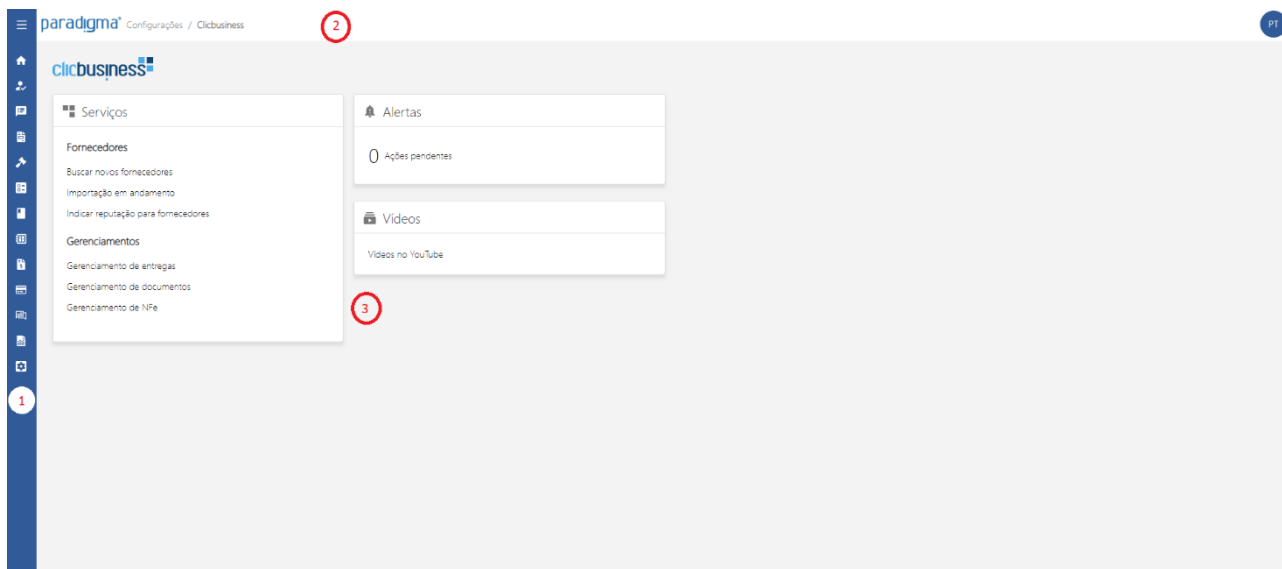 paradigma Configurações / Clicbusiness
2
PT
clicbusiness
Serviços
Fornecedores
Buscar novos fornecedores
Importação em andamento
Indicar reputação para fornecedores
Gerenciamentos
Gerenciamento de entregas
Gerenciamento de documentos
Gerenciamento de NFe
Alertas
0 Ações pendentes
Vídeos
Vídeos no YouTube
3
1